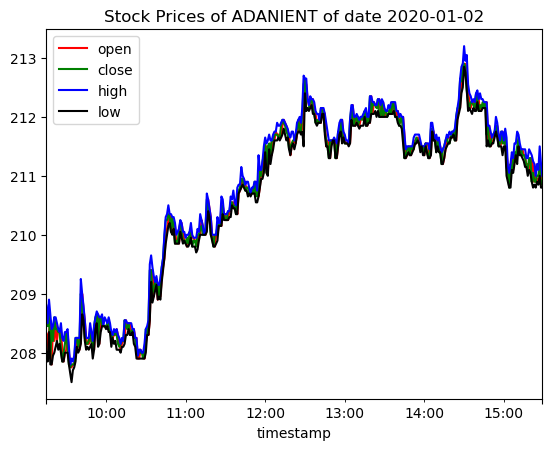 Stock Prices of ADANIENT of date 2020-01-02
open
close
high
low
213
212
211
210
209
208
10:00 11:00 12:00 13:00 14:00 15:00
timestamp